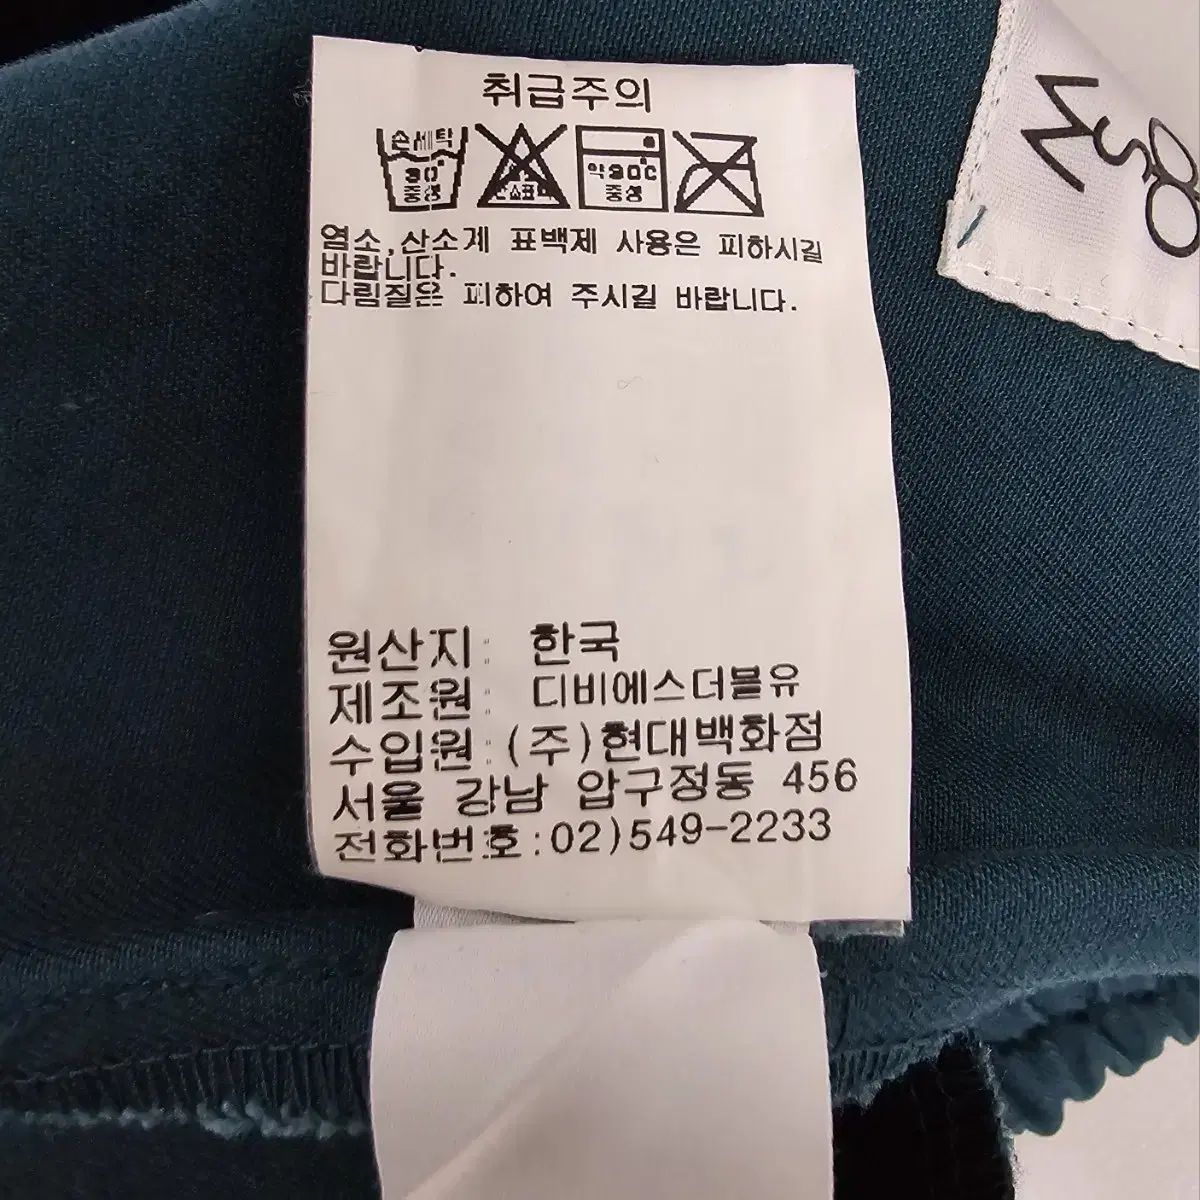 취급주의
손세탁
30°
중성
산소표백
약30℃
중성
염소,산소계 표백제 사용은 피하시길
바랍니다.
다림질은 피하여 주시길 바랍니다.
원산지: 한국
제조원: 디비에스더블유
수입원:(주)현대백화점
서울 강남 압구정동 456
전화번호:02)549-2233